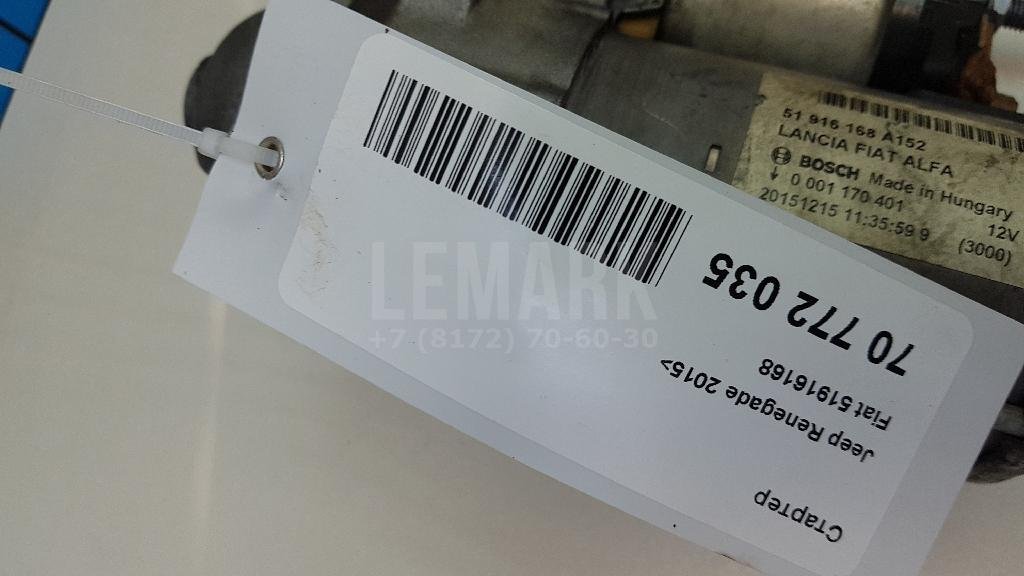 51 916 168 A152
LANCIA FIAT ALFA
BOSCH Made in Hungary
0 001 170 401 12V
20151215 11:35:59 9 (3000)
Стартер
Jeep Renegade 2015>
Fiat 51916168
70 772 035
LEMARK
+7 (8172) 70-60-30